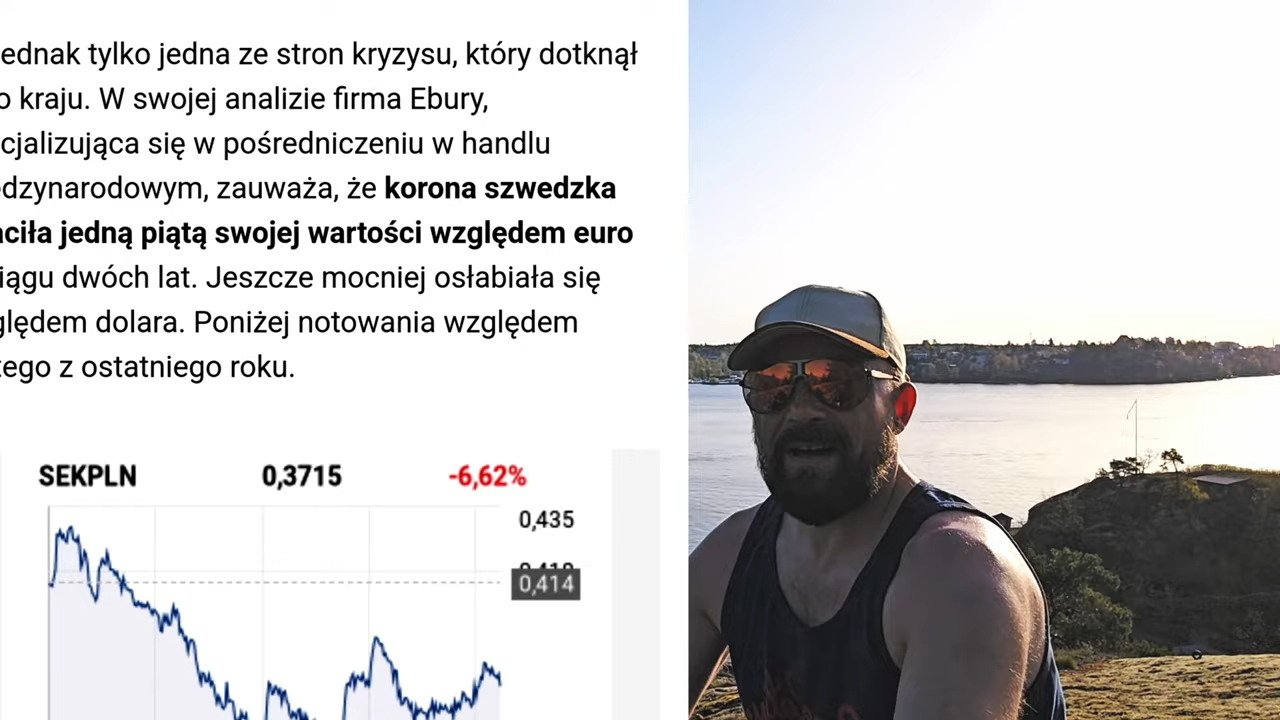 ednak tylko jedna ze stron kryzysu, który dotknął
o kraju. W swojej analizie firma Ebury,
cjalizująca się w pośredniczeniu w handlu
dzynarodowym, zauważa, że korona szwedzka
aciła jedną piątą swojej wartości względem euro
iągu dwóch lat. Jeszcze mocniej osłabiała się
ględem dolara. Poniżej notowania względem
tego z ostatniego roku.
SEKPLN 0,3715 -6,62%
0,435
0,414